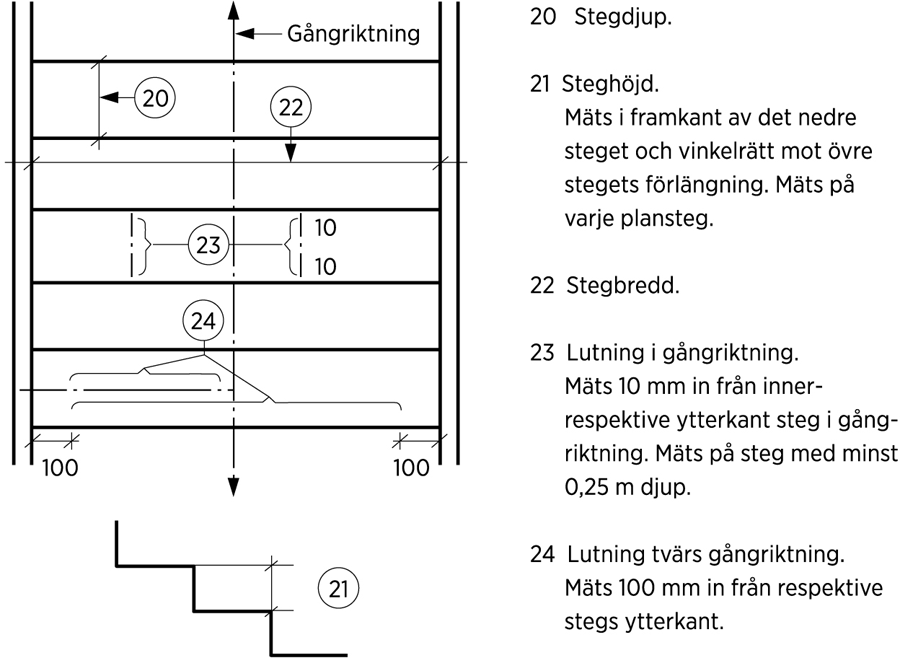 Gångriktning
20
22
23
10
10
24
100
100
21
20 Stegdjup.
21 Steghöjd.
Mäts i framkant av det nedre
steget och vinkelrätt mot övre
stegets förlängning. Mäts på
varje plansteg.
22 Stegbredd.
23 Lutning i gångriktning.
Mäts 10 mm in från inner-
respektive ytterkant steg i gång-
riktning. Mäts på steg med minst
0,25 m djup.
24 Lutning tvärs gångriktning.
Mäts 100 mm in från respektive
stegs ytterkant.